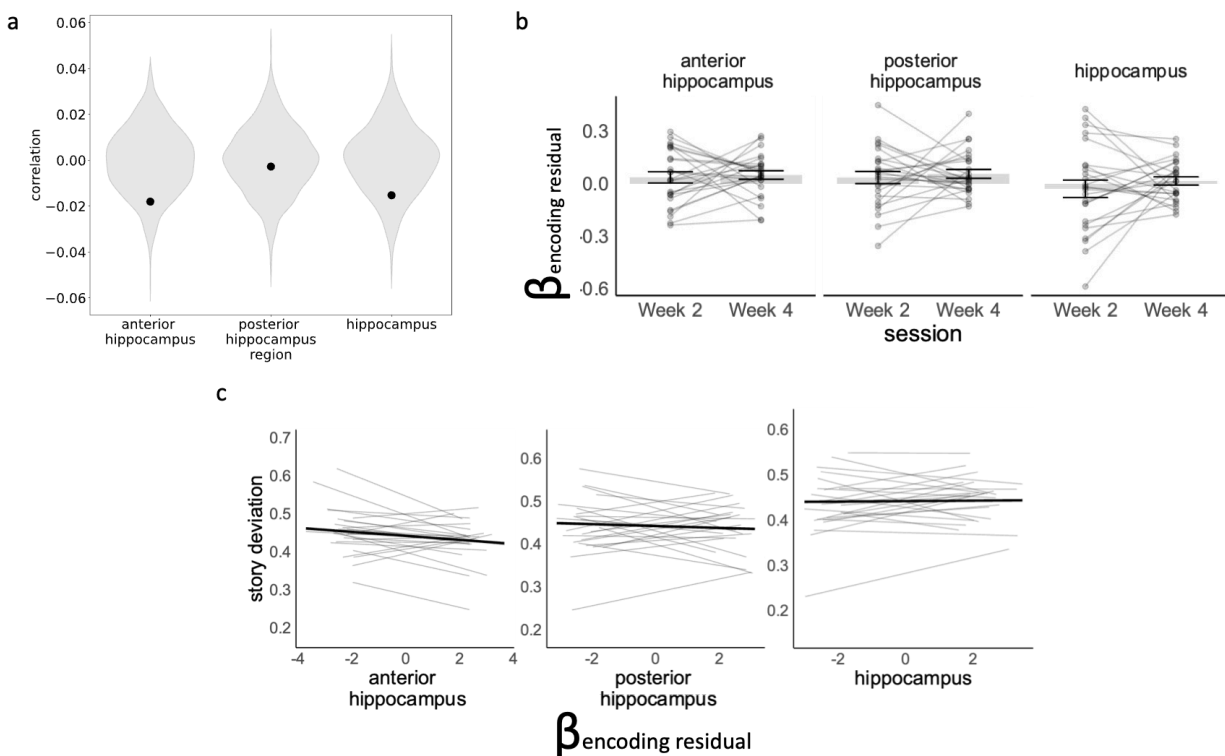 a
0.06
0.04
0.02
0.00
−0.02
−0.04
−0.06
correlation
anterior
hippocampus
posterior
hippocampus
hippocampus
region
b
anterior
hippocampus
posterior
hippocampus
hippocampus
0.3
0.0
-0.3
-0.6
β encoding residual
Week 2 Week 4
Week 2 Week 4
Week 2 Week 4
session
c
story deviation
0.7
0.6
0.5
0.4
0.3
0.2
-4 -2 0 2 4
anterior
hippocampus
0.6
0.5
0.4
0.3
0.2
-2 0 2
posterior
hippocampus
0.6
0.5
0.4
0.3
0.2
-2 0 2
hippocampus
β encoding residual